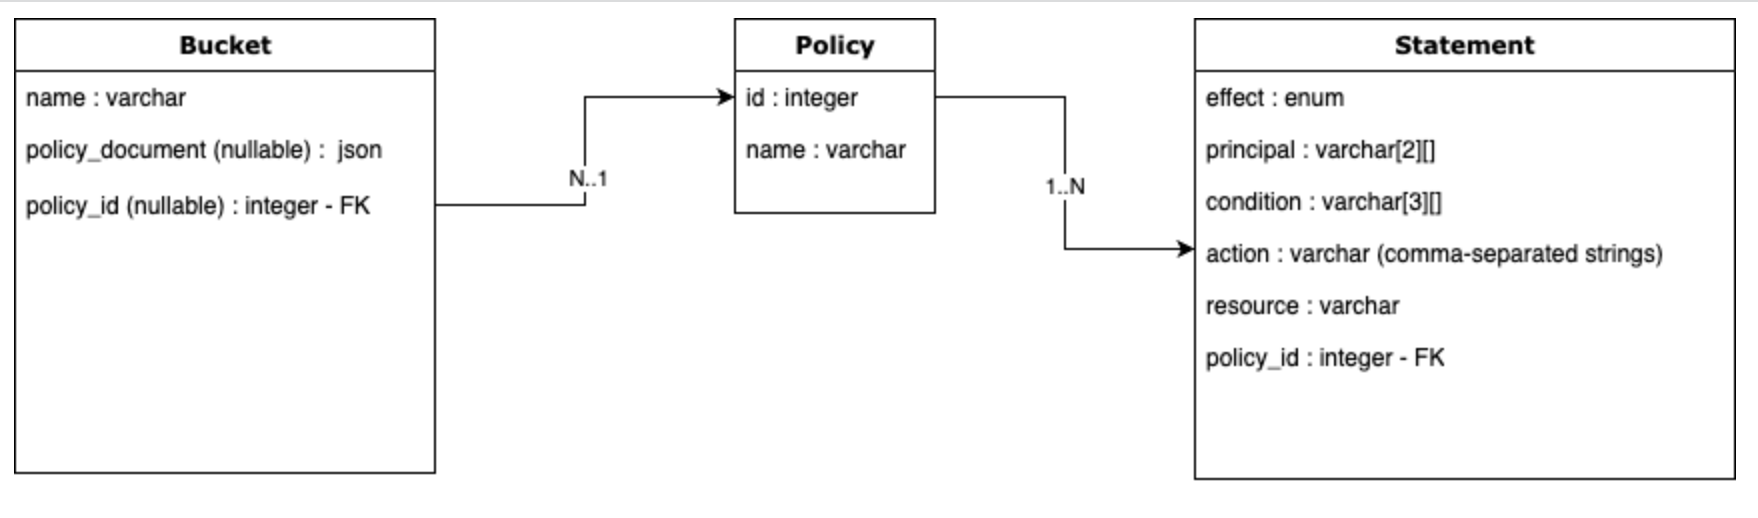 Bucket
name : varchar
policy_document (nullable) :  json
policy_id (nullable) : integer - FK
N..1
Policy
id : integer
name : varchar
1..N
Statement
effect : enum
principal : varchar[2][]
condition : varchar[3][]
action : varchar (comma-separated strings)
resource : varchar
policy_id : integer - FK